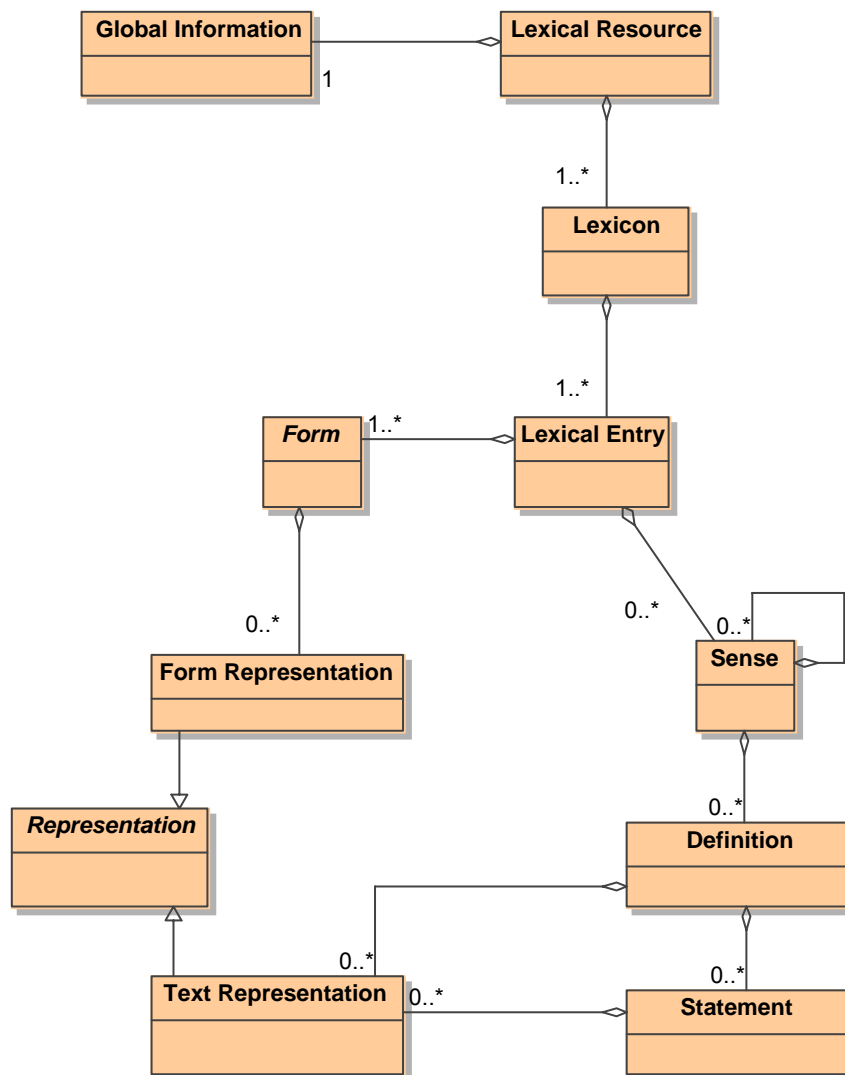 Global Information
Lexical Resource
1
1..*
Lexicon
1..*
Form
1..*
Lexical Entry
0..*
0..*
0..*
Form Representation
Sense
Representation
0..*
Definition
0..*
0..*
0..*
Text Representation
Statement